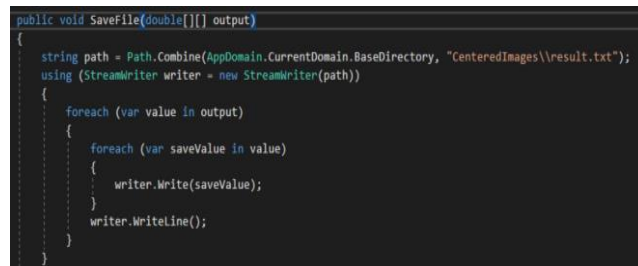 public void SaveFile(double[][] output)
{
string path = Path.Combine(AppDomain.CurrentDomain.BaseDirectory, "CenteredImages\\result.txt");
using (StreamWriter writer = new StreamWriter(path))
{
foreach (var value in output)
{
foreach (var saveValue in value)
{
writer.Write(saveValue);
}
writer.WriteLine();
}
}